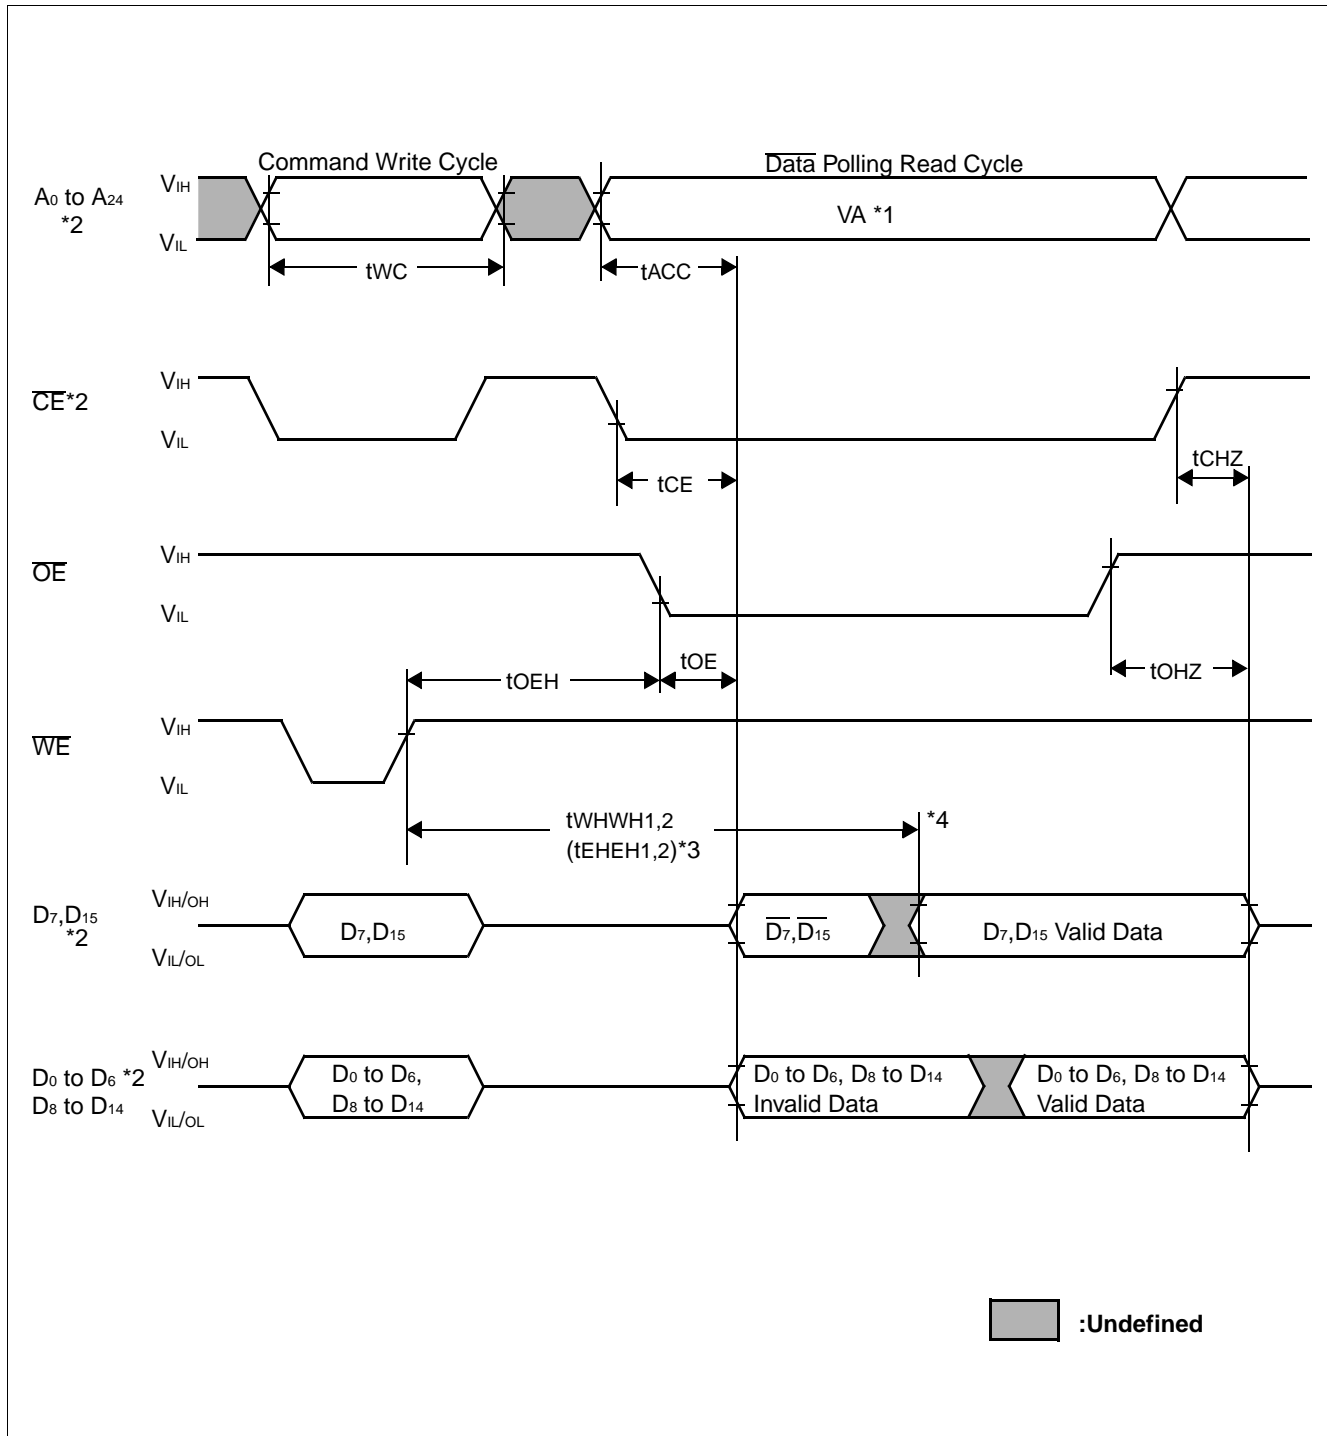 Command Write Cycle
Data Polling Read Cycle
A0 to A24
*2
VIH
VIL
VA *1
tWC
tACC
CE*2
VIH
VIL
tCE
tCHZ
OE
VIH
VIL
tOEH
tOE
tOHZ
WE
VIH
VIL
tWHWH1,2
(tEHEH1,2)*3
*4
D7,D15
*2
VIH/OH
VIL/OL
D7,D15
D7,D15
D7,D15 Valid Data
D0 to D6 *2
D8 to D14
VIH/OH
VIL/OL
D0 to D6,
D8 to D14
D0 to D6, D8 to D14
Invalid Data
D0 to D6, D8 to D14
Valid Data
:Undefined